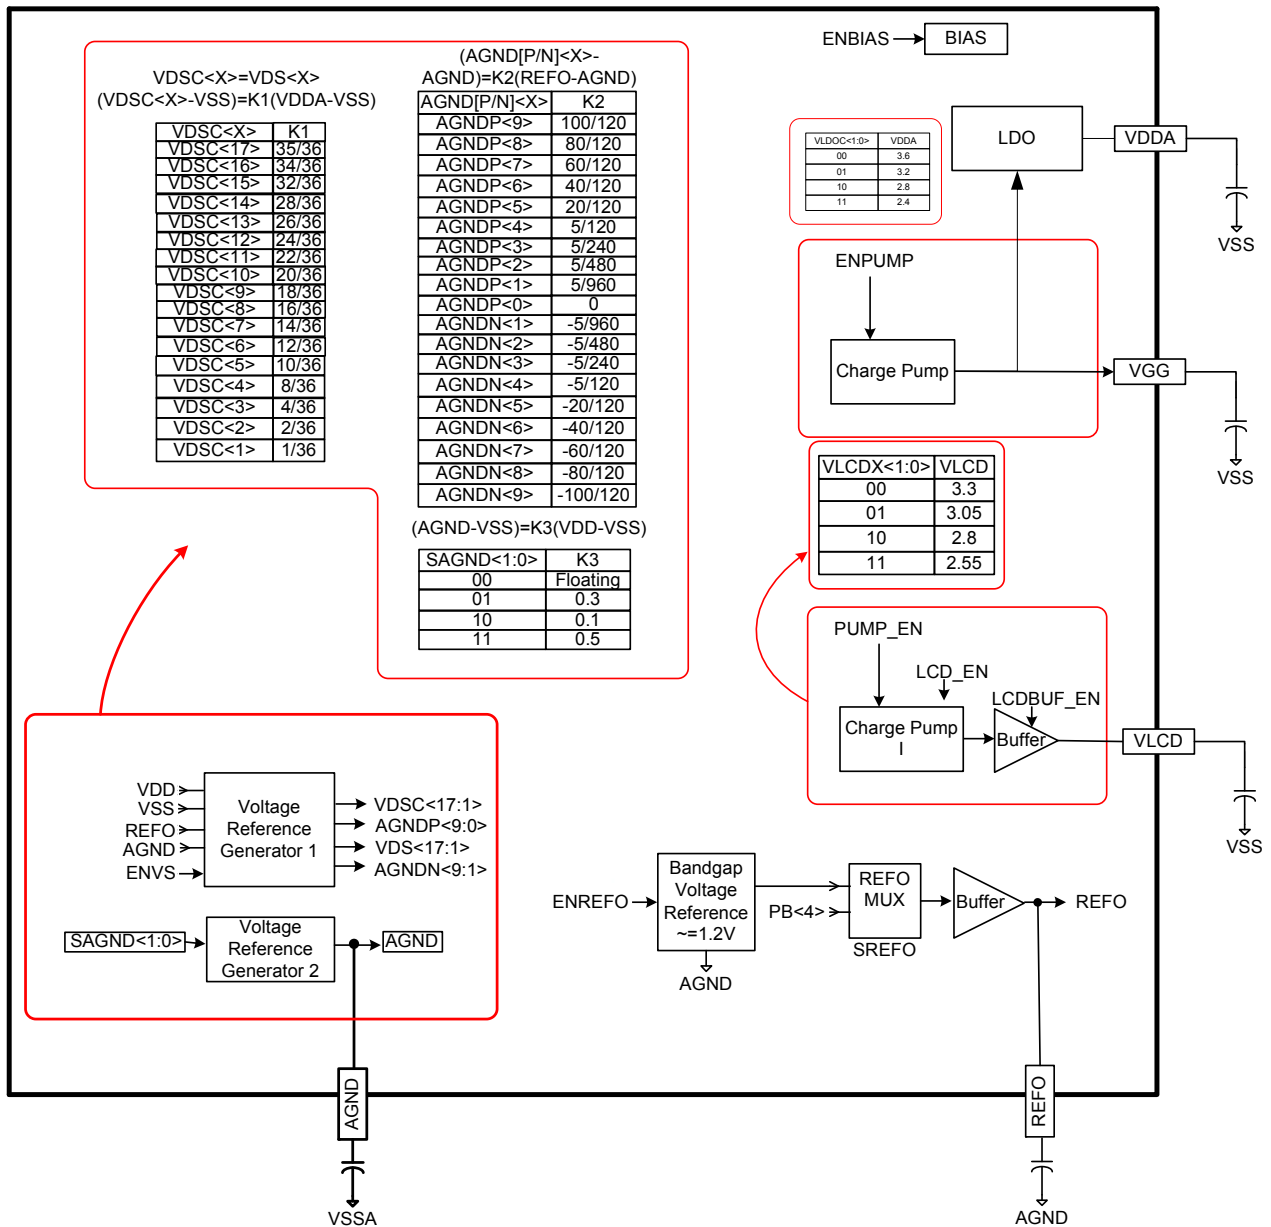 VDSC<X>=VDS<X>
(VDSC<X>-VSS)=K1(VDDA-VSS)
VDSC<X> K1
VDSC<17> 35/36
VDSC<16> 34/36
VDSC<15> 32/36
VDSC<14> 28/36
VDSC<13> 26/36
VDSC<12> 24/36
VDSC<11> 22/36
VDSC<10> 20/36
VDSC<9> 18/36
VDSC<8> 16/36
VDSC<7> 14/36
VDSC<6> 12/36
VDSC<5> 10/36
VDSC<4> 8/36
VDSC<3> 4/36
VDSC<2> 2/36
VDSC<1> 1/36
(AGND[P/N]<X>-
AGND)=K2(REFO-AGND)
AGND[P/N]<X> K2
AGNDP<9> 100/120
AGNDP<8> 80/120
AGNDP<7> 60/120
AGNDP<6> 40/120
AGNDP<5> 20/120
AGNDP<4> 5/120
AGNDP<3> 5/240
AGNDP<2> 5/480
AGNDP<1> 5/960
AGNDP<0> 0
AGNDN<1> -5/960
AGNDN<2> -5/480
AGNDN<3> -5/240
AGNDN<4> -5/120
AGNDN<5> -20/120
AGNDN<6> -40/120
AGNDN<7> -60/120
AGNDN<8> -80/120
AGNDN<9> -100/120
(AGND-VSS)=K3(VDD-VSS)
SAGND<1:0> K3
00 Floating
01 0.3
10 0.1
11 0.5
ENBIAS
BIAS
VLDOC<1:0> VDDA
00 3.6
01 3.2
10 2.8
11 2.4
LDO
VDDA
VSS
ENPUMP
Charge Pump
VGG
VSS
VLCDX<1:0> VLCD
00 3.3
01 3.05
10 2.8
11 2.55
PUMP_EN
LCD_EN
LCDBUF_EN
Charge Pump
I
Buffer
VLCD
VSS
VDD
VSS
REFO
AGND
ENVS
Voltage
Reference
Generator 1
VDSC<17:1>
AGNDP<9:0>
VDS<17:1>
AGNDN<9:1>
SAGND<1:0>
Voltage
Reference
Generator 2
AGND
AGND
VSSA
ENREFO
Bandgap
Voltage
Reference
~=1.2V
AGND
PB<4>
REFO
MUX
SREFO
Buffer
REFO
REFO
AGND